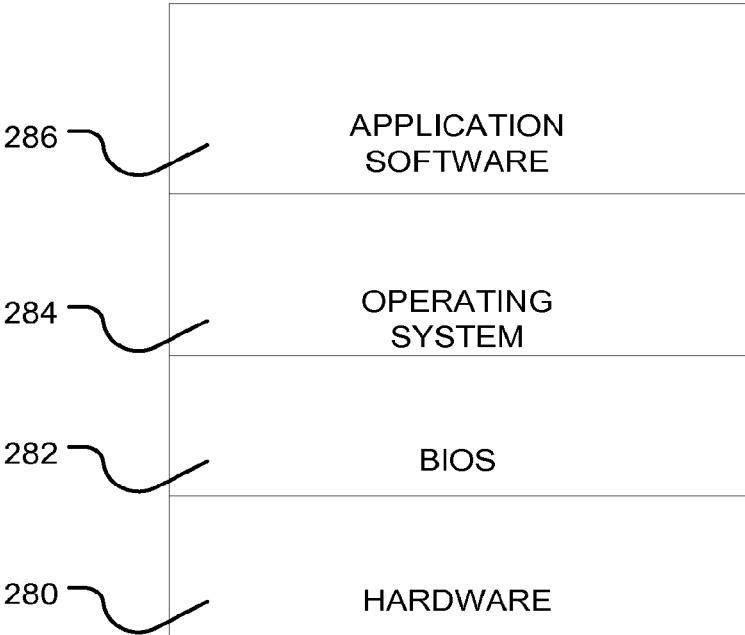 286
APPLICATION
SOFTWARE
284
OPERATING
SYSTEM
282
BIOS
280
HARDWARE